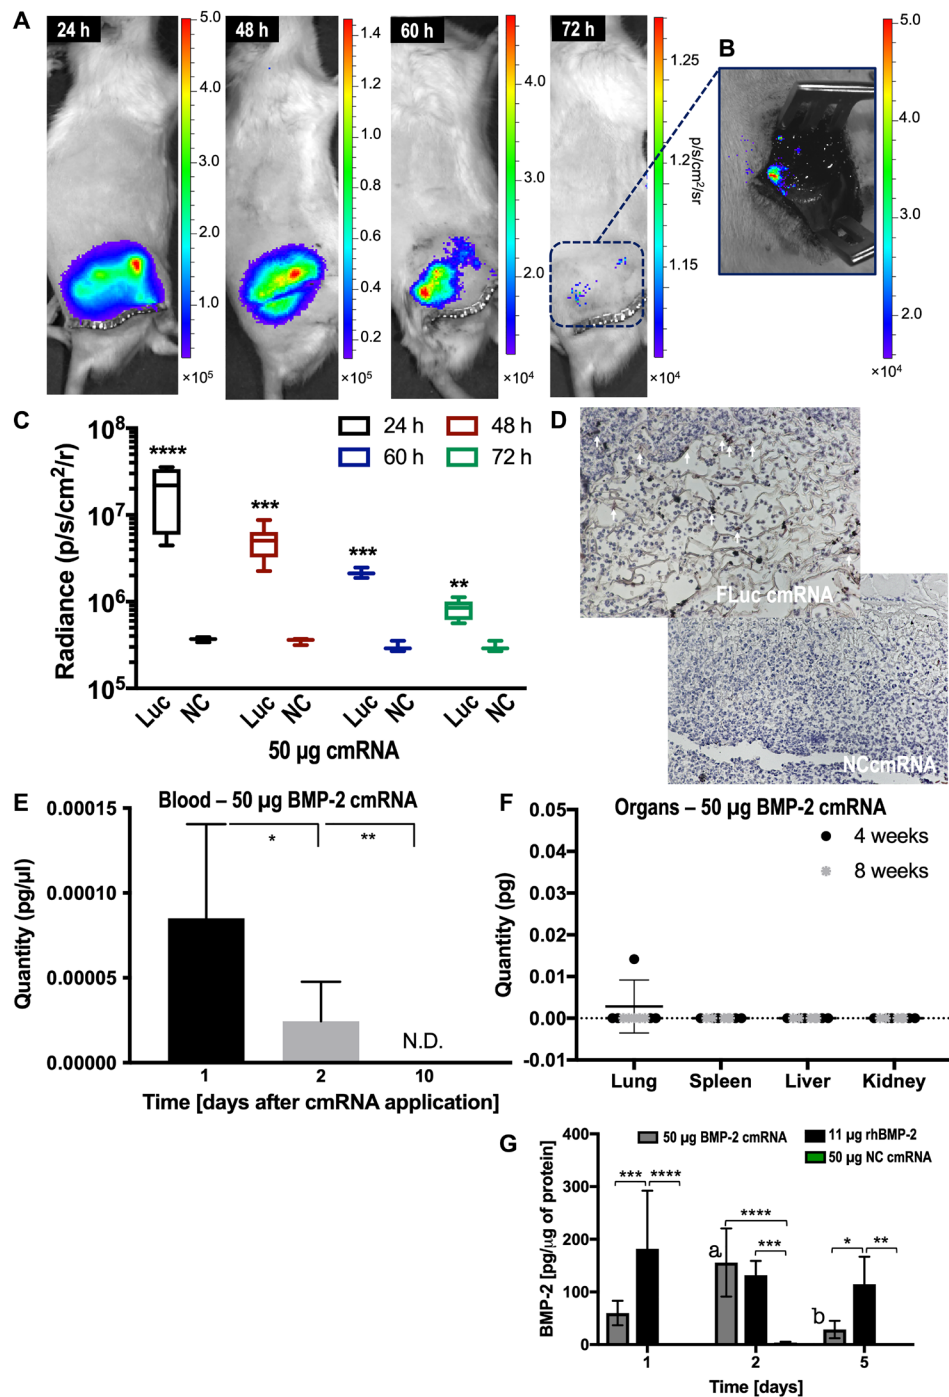 A
24 h
48 h
60 h
72 h
B
5.0
4.0
3.0
2.0
1.0
×10⁵
1.6
1.4
1.2
1.0
0.8
0.6
0.4
0.2
×10⁵
4.0
3.0
2.0
×10⁴
1.25
1.20
1.15
×10⁴
p/s/cm²/sr
5.0
4.0
3.0
2.0
×10⁴
C
24 h
48 h
60 h
72 h
Radiance (p/s/cm²/r)
10⁸
10⁷
10⁶
10⁵
****
***
***
**
Luc
NC
Luc
NC
Luc
NC
Luc
NC
50 µg cmRNA
D
FLuc cmRNA
NCcmRNA
E
Blood – 50 µg BMP-2 cmRNA
Quantity (pg/µl)
0.00015
0.00010
0.00005
0.00000
*
**
N.D.
1
2
10
Time [days after cmRNA application]
F
Organs – 50 µg BMP-2 cmRNA
4 weeks
8 weeks
Quantity (pg)
0.05
0.04
0.03
0.02
0.01
0.00
-0.01
Lung
Spleen
Liver
Kidney
G
50 µg BMP-2 cmRNA
11 µg rhBMP-2
50 µg NC cmRNA
BMP-2 [pg/µg of protein]
400
300
200
100
0
*** ****
****
***
* **
a
b
1
2
5
Time [days]